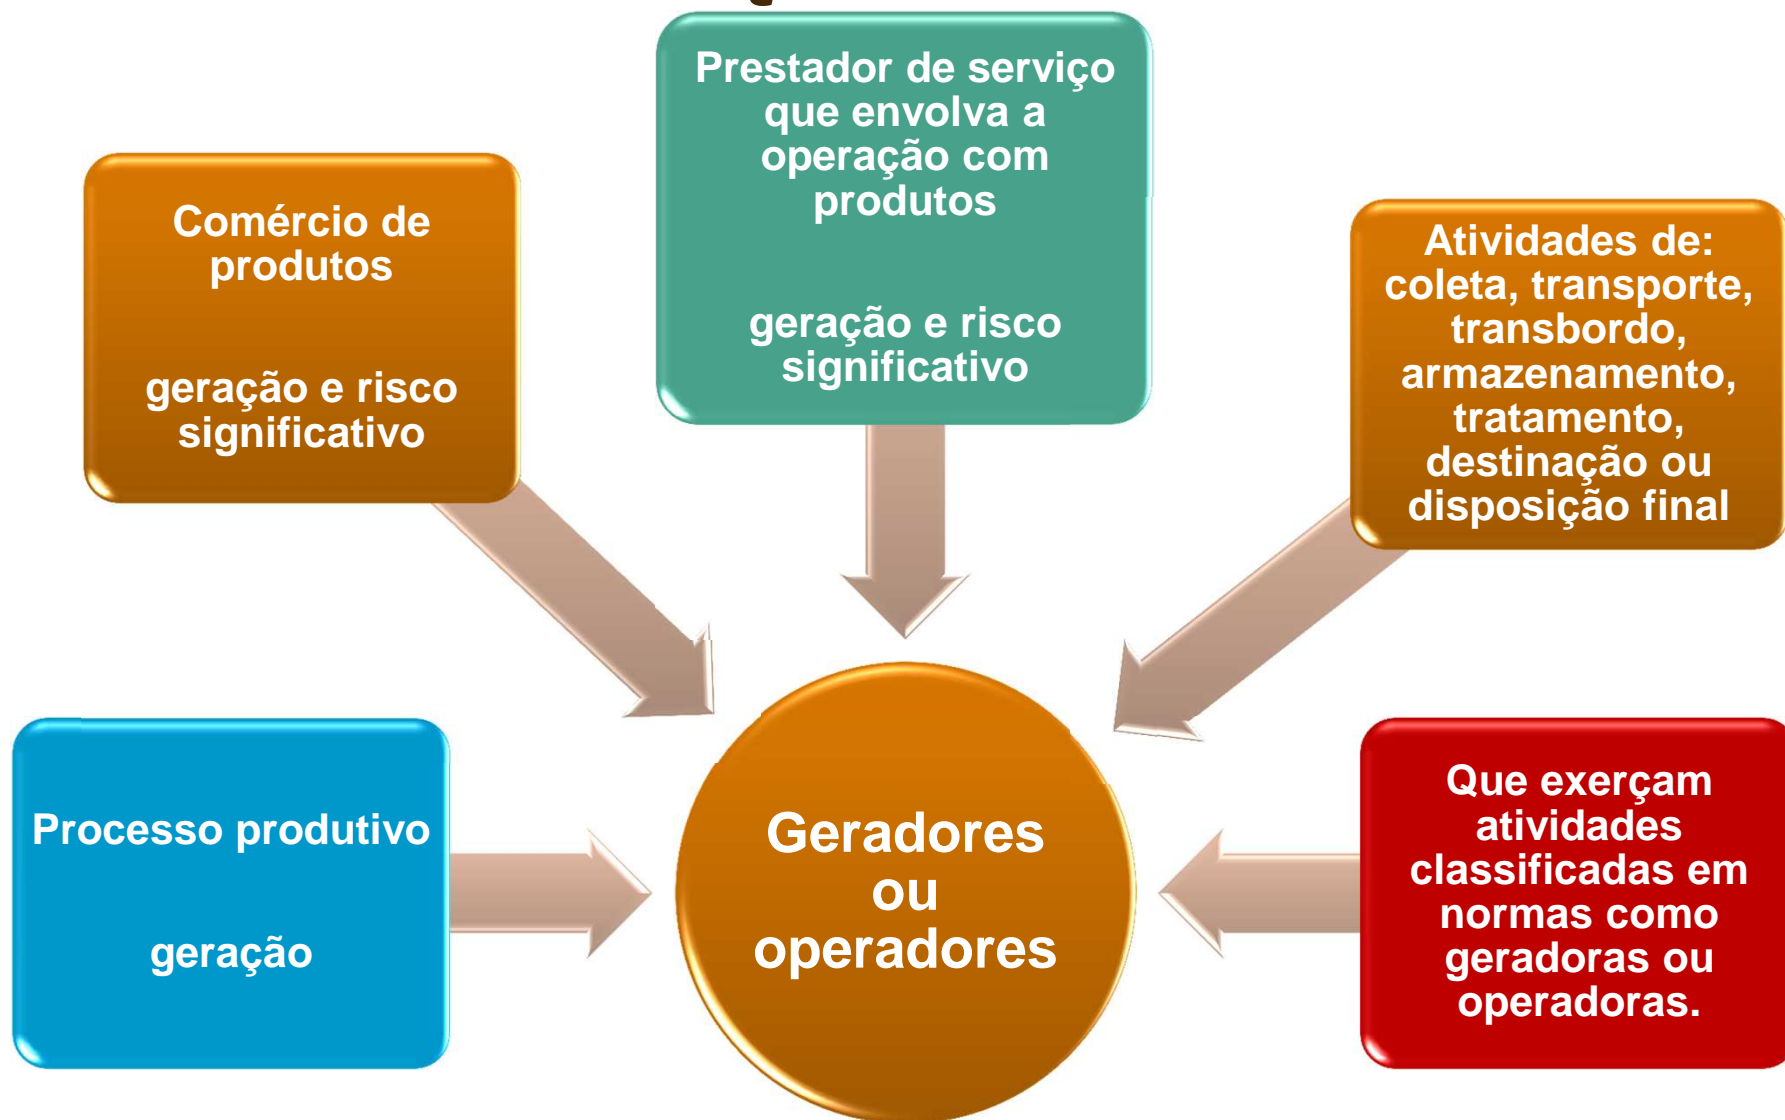 Prestador de serviço
que envolva a
operação com
produtos
geração e risco
significativo
Comércio de
produtos
geração e risco
significativo
Atividades de:
coleta, transporte,
transbordo,
armazenamento,
tratamento,
destinação ou
disposição final
Processo produtivo
geração
Geradores
ou
operadores
Que exerçam
atividades
classificadas em
normas como
geradoras ou
operadoras.